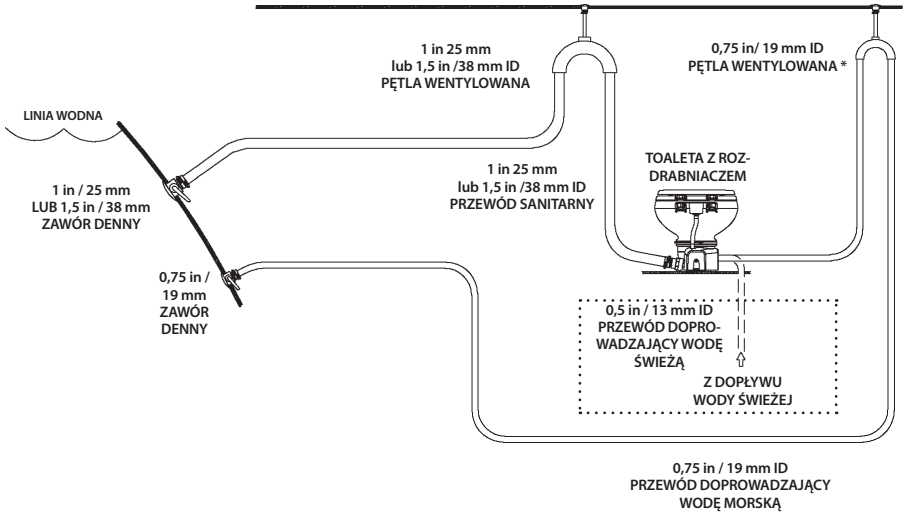 1 in 25 mm
lub 1,5 in /38 mm ID
PĘTLA WENTYLOWANA
0,75 in/ 19 mm ID
PĘTLA WENTYLOWANA *
LINIA WODNA
1 in / 25 mm
LUB 1,5 in / 38 mm
ZAWÓR DENNY
1 in 25 mm
lub 1,5 in /38 mm ID
PRZEWÓD SANITARNY
TOALETA Z ROZ-
DRABNIACZEM
0,75 in /
19 mm
ZAWÓR
DENNY
0,5 in / 13 mm ID
PRZEWÓD DOPRO-
WADZAJĄCY WODĘ
ŚWIEŻĄ
Z DOPŁYWU
WODY ŚWIEŻEJ
0,75 in / 19 mm ID
PRZEWÓD DOPROWADZAJĄCY
WODĘ MORSKĄ